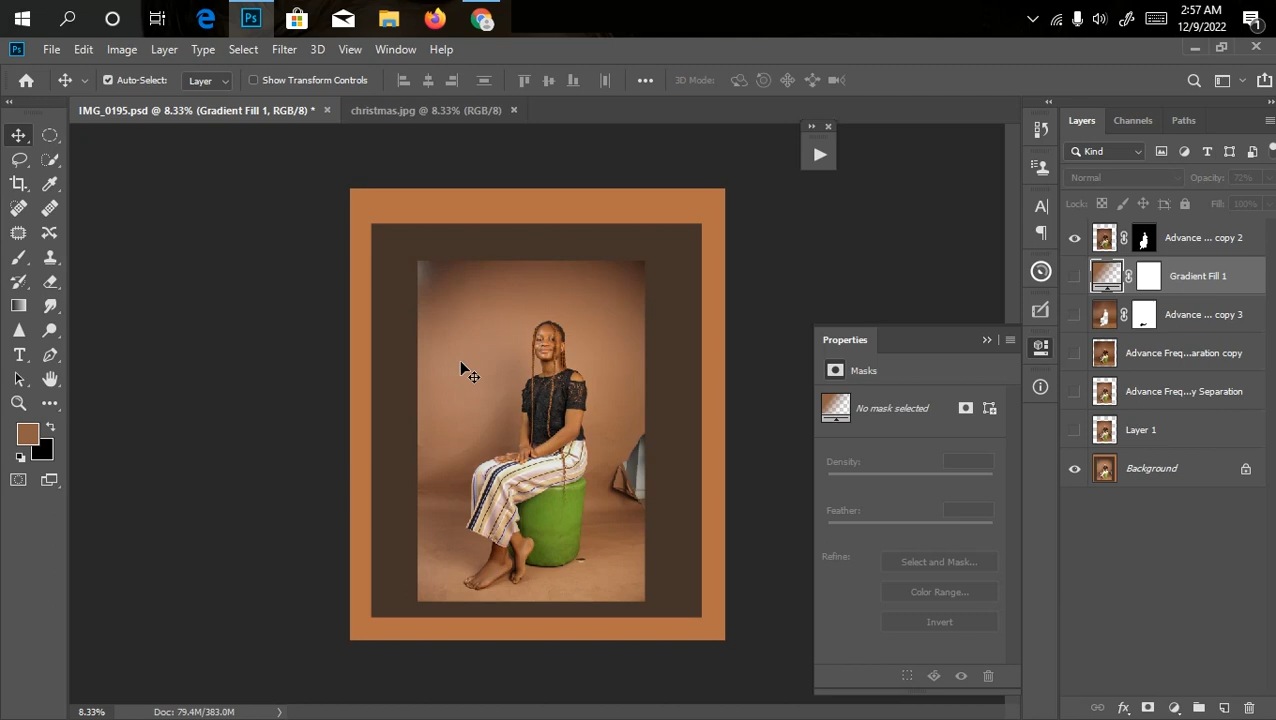 2:57 AM
12/9/2022
1
Ps
Ps
File Edit Image Layer Type Select Filter 3D View Window Help
Auto-Select: Layer Show Transform Controls 3D Mode:
IMG_0195.psd @ 8.33% (Gradient Fill 1, RGB/8) * christmas.jpg @ 8.33% (RGB/8)
Layers Channels Paths
Kind
Normal Opacity: 72%
Lock: Fill: 100%
Advance ... copy 2
Gradient Fill 1
Advance ... copy 3
Advance Freq...aration copy
Advance Freq...y Separation
Layer 1
Background
Properties
Masks
No mask selected
Density:
Feather:
Refine: Select and Mask...
Color Range...
Invert
8.33% Doc: 79.4M/383.0M